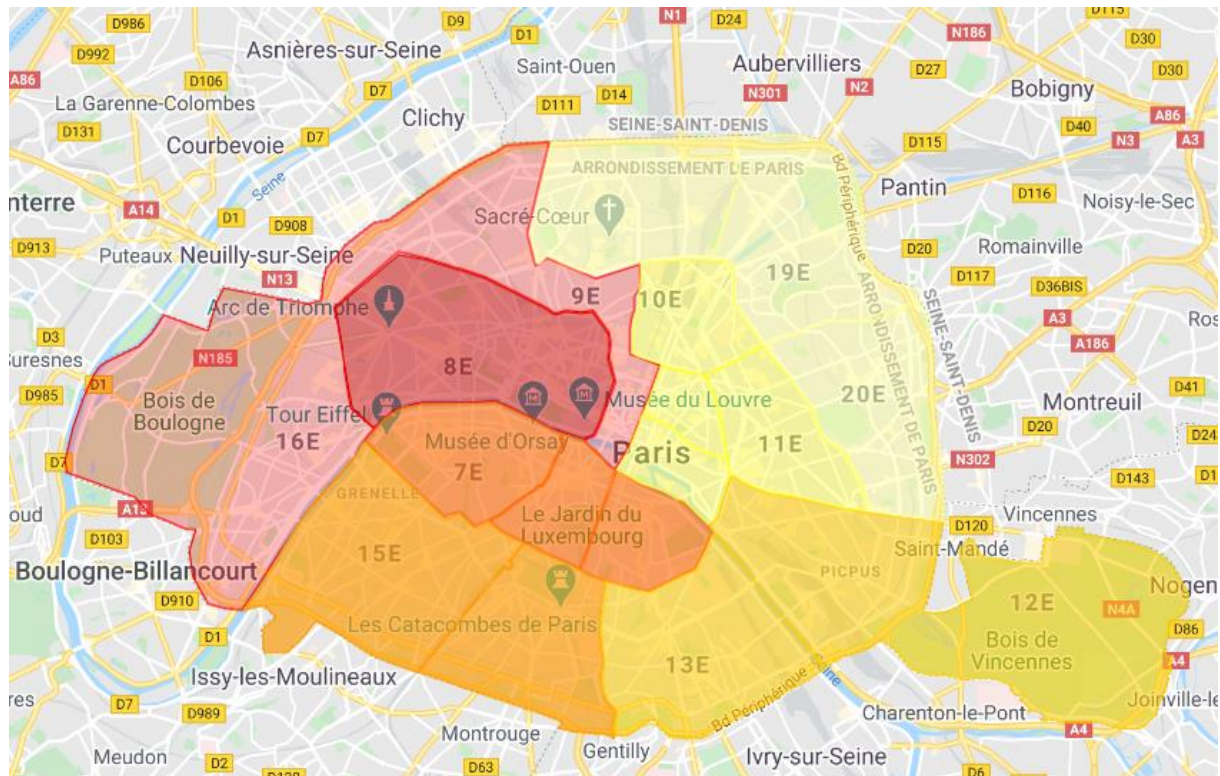 D986
D9
N1
D24
D115
N186
D992
Asnières-sur-Seine
D1
Saint-Ouen
Aubervilliers
D30
A86
D106
D27
D30
La Garenne-Colombes
D7
D111
D14
N301
N2
Bobigny
D131
Clichy
SEINE-SAINT-DENIS
D40
A86
Courbevoie
D7
D115
N3
A3
ARRONDISSEMENT LE PARIS
Bd Périphérique
Seine
Pantin
D116
nterre
A14
D1
Sacré-Cœur
Noisy-le-Sec
D908
D913
Puteaux
Neuilly-sur-Seine
D20
Romainville
N13
19E
D117
D36BIS
Arc de Triomphe
9E
10E
A3
Ros
D3
ARRONDISSEMENT DE PARIS
SEINE-SAINT-DENIS
Suresnes
N185
8E
A186
D1
D985
Bois de
Boulogne
Tour Eiffel
Musée du Louvre
20E
D41
Montreuil
16E
Musée d'Orsay
Paris
11E
D20
D24
D7
7E
N302
D1
GRENELLE
D143
A13
Le Jardin du
Luxembourg
Vincennes
oud
D103
15E
D120
Saint-Mandé
Boulogne-Billancourt
PICPUS
Nogen
D910
12E
N4A
Les Catacombes de Paris
D86
D1
Bois de
Vincennes
13E
A4
Issy-les-Moulineaux
Seine
Bd Périphérique
D7
Joinville-le
D989
Charenton-le-Pont
Montrouge
A4
Gentilly
Meudon
D2
D63
Ivry-sur-Seine
D6